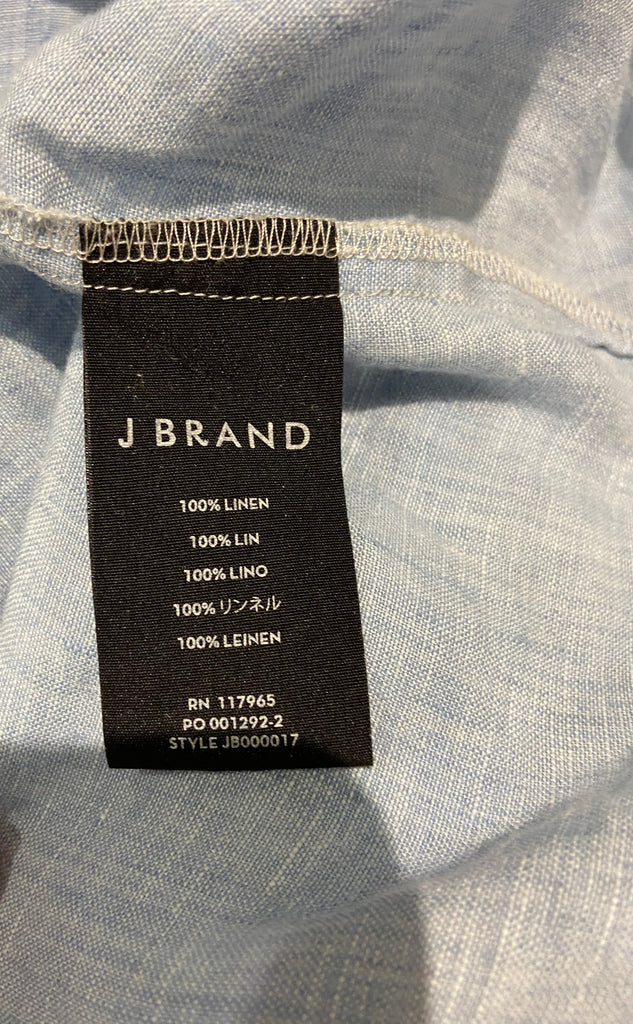 J BRAND
100% LINEN
100% LIN
100% LINO
100% リンネル
100% LEINEN
RN 117965
PO 001292-2
STYLE JB000017